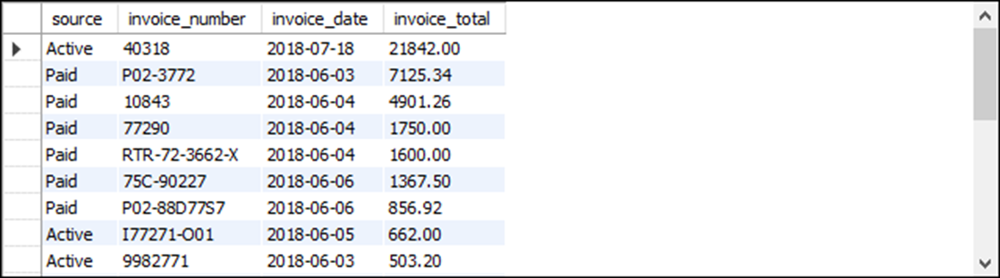 source invoice_number invoice_date invoice_total
Active 40318 2018-07-18 21842.00
Paid P02-3772 2018-06-03 7125.34
Paid 10843 2018-06-04 4901.26
Paid 77290 2018-06-04 1750.00
Paid RTR-72-3662-X 2018-06-04 1600.00
Paid 75C-90227 2018-06-06 1367.50
Paid P02-88D77S7 2018-06-06 856.92
Active I77271-O01 2018-06-05 662.00
Active 9982771 2018-06-03 503.20